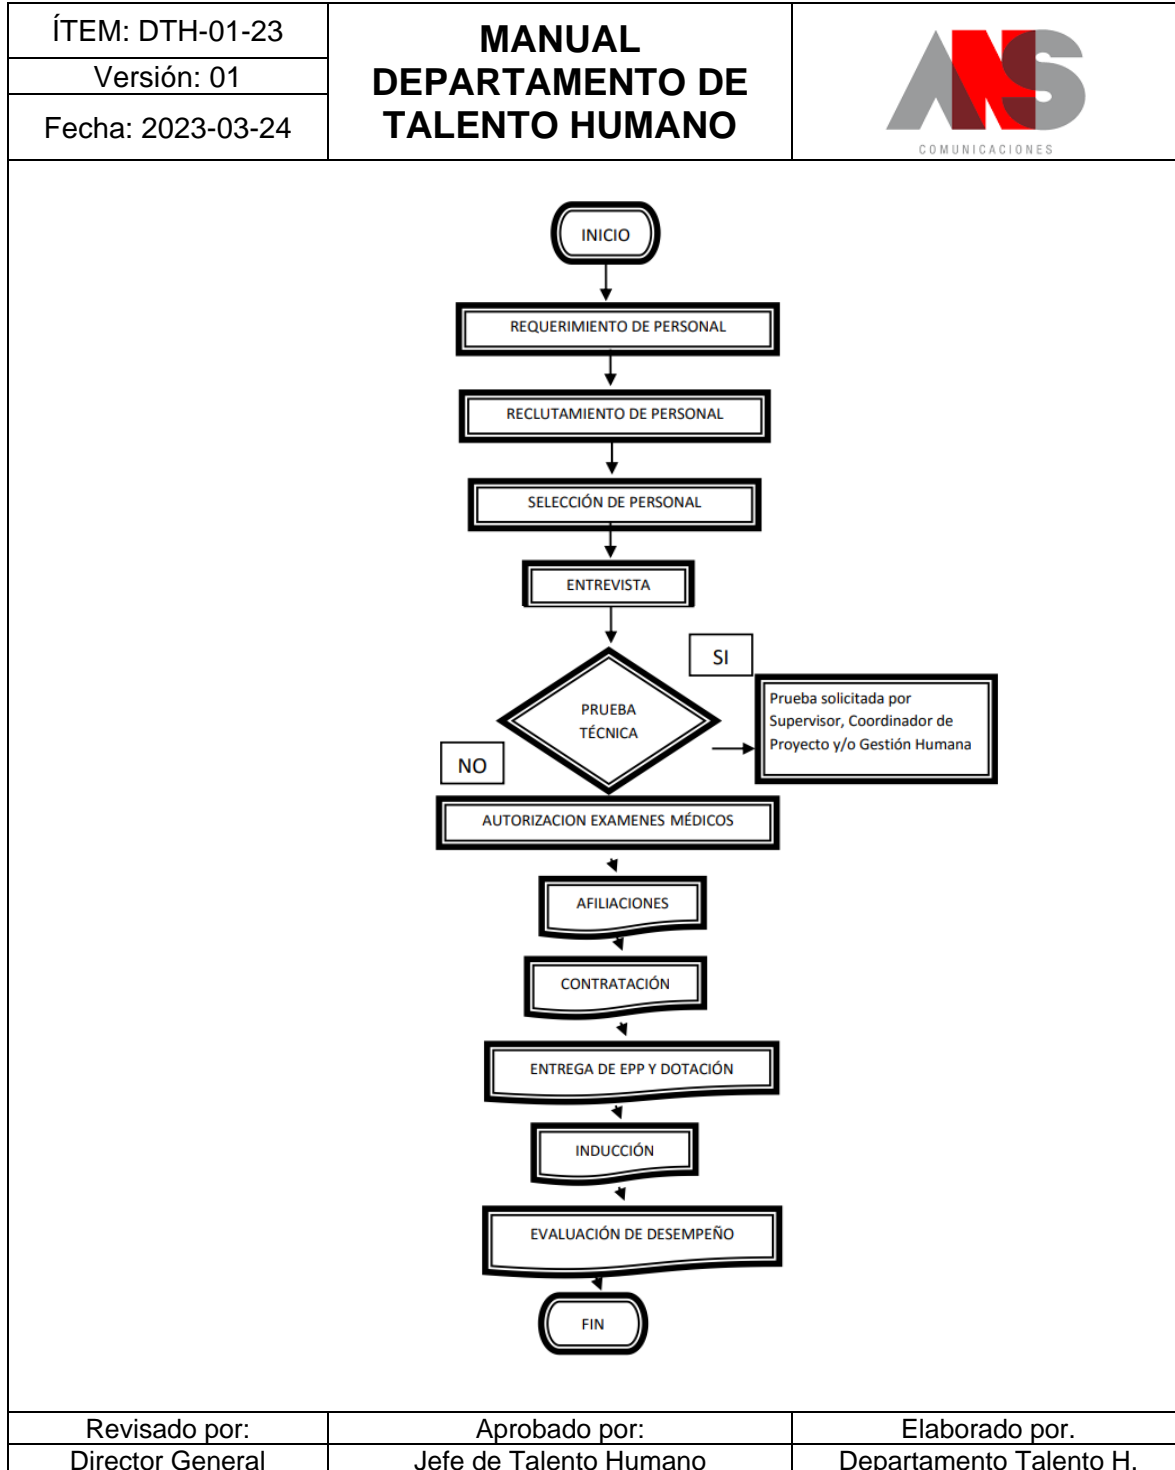 ÍTEM: DTH-01-23
Versión: 01
Fecha: 2023-03-24
MANUAL
DEPARTAMENTO DE
TALENTO HUMANO
ANS
COMUNICACIONES
INICIO
REQUERIMIENTO DE PERSONAL
RECLUTAMIENTO DE PERSONAL
SELECCIÓN DE PERSONAL
ENTREVISTA
SI
PRUEBA
TÉCNICA
Prueba solicitada por
Supervisor, Coordinador de
Proyecto y/o Gestión Humana
NO
AUTORIZACION EXAMENES MÉDICOS
AFILIACIONES
CONTRATACIÓN
ENTREGA DE EPP Y DOTACIÓN
INDUCCIÓN
EVALUACIÓN DE DESEMPEÑO
FIN
Revisado por:
Aprobado por:
Elaborado por.
Director General
Jefe de Talento Humano
Departamento Talento H.